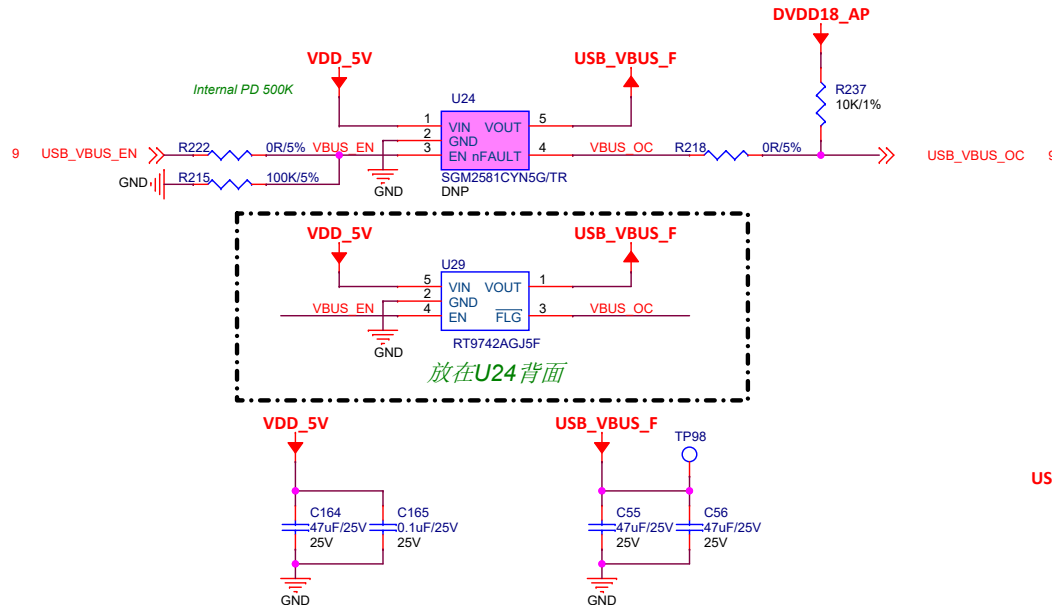 DVDD18_AP
VDD_5V
USB_VBUS_F
Internal PD 500K
U24
R237
10K/1%
1 VIN VOUT 5
2 GND
9 USB_VBUS_EN R222 0R/5% VBUS_EN 3 EN nFAULT 4 VBUS_OC R218 0R/5% USB_VBUS_OC
GND R215 100K/5%
GND
SGM2581CYN5G/TR
DNP
VDD_5V
USB_VBUS_F
U29
5 VIN VOUT 1
2 GND
VBUS_EN 4 EN FLG 3 VBUS_OC
GND
RT9742AGJ5F
放在U24背面
VDD_5V
USB_VBUS_F
TP98
US
C164
47uF/25V
25V
C165
0.1uF/25V
25V
C55
47uF/25V
25V
C56
47uF/25V
25V
GND
GND